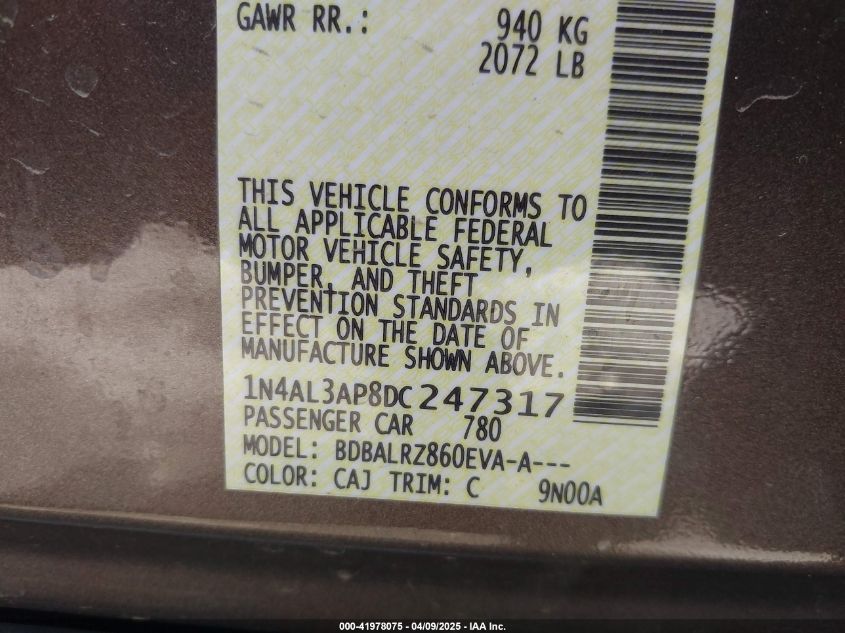 GAWR RR.: 940 KG
2072 LB
THIS VEHICLE CONFORMS TO
ALL APPLICABLE FEDERAL
MOTOR VEHICLE SAFETY,
BUMPER, AND THEFT
PREVENTION STANDARDS IN
EFFECT ON THE DATE OF
MANUFACTURE SHOWN ABOVE.
1N4AL3AP8DC247317
PASSENGER CAR 780
MODEL: BDBALRZ860EVA-A---
COLOR: CAJ TRIM: C 9N00A
000-41978075 - 04/09/2025 - IAA Inc.